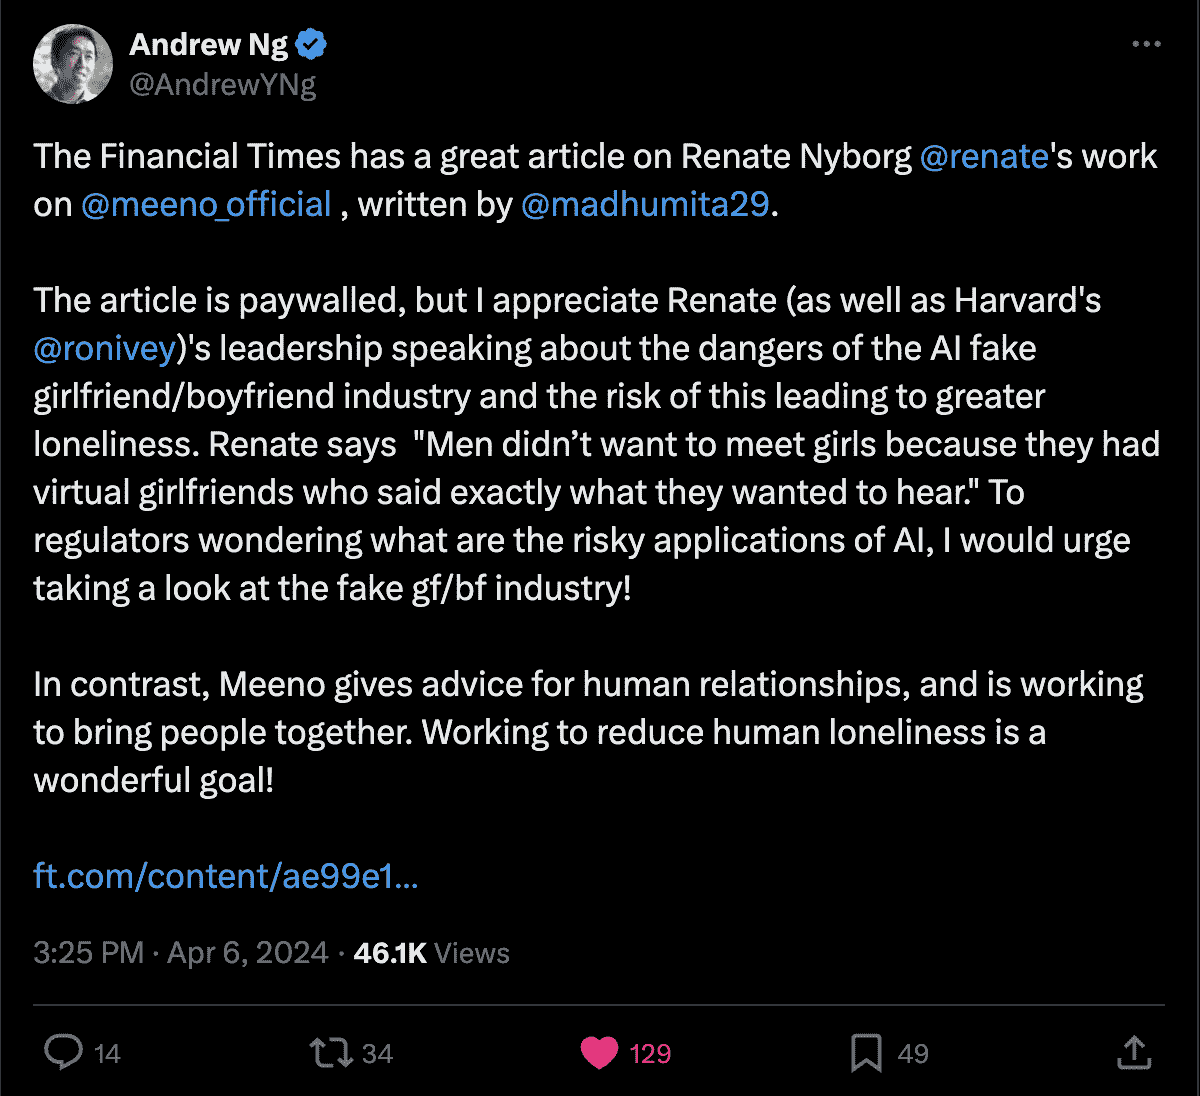 Andrew Ng
@AndrewYNg
The Financial Times has a great article on Renate Nyborg @renate's work
on @meeno_official , written by @madhumita29.
The article is paywalled, but I appreciate Renate (as well as Harvard's
@ronivey)'s leadership speaking about the dangers of the AI fake
girlfriend/boyfriend industry and the risk of this leading to greater
loneliness. Renate says  "Men didn’t want to meet girls because they had
virtual girlfriends who said exactly what they wanted to hear." To
regulators wondering what are the risky applications of AI, I would urge
taking a look at the fake gf/bf industry!
In contrast, Meeno gives advice for human relationships, and is working
to bring people together. Working to reduce human loneliness is a
wonderful goal!
ft.com/content/ae99e1...
3:25 PM · Apr 6, 2024 · 46.1K Views
14 34 129 49